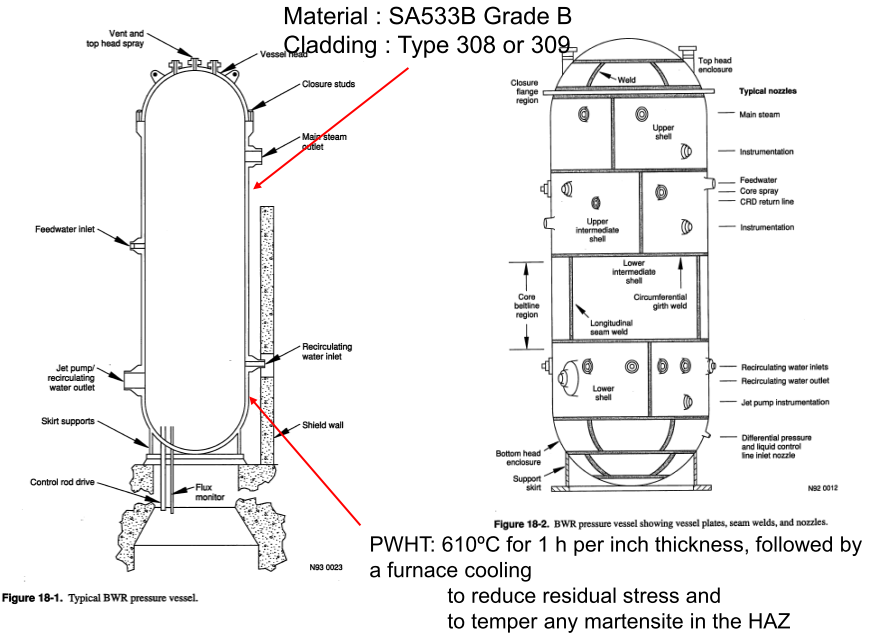 Material : SA533B Grade B
Cladding : Type 308 or 309
Vent and
top head spray
Vessel head
Closure studs
Main steam
outlet
Feedwater inlet
Jet pump/
recirculating
water outlet
Recirculating
water inlet
Skirt supports
Shield wall
Control rod drive
Flux
monitor
N93 0023
Figure 18-1. Typical BWR pressure vessel.
Top head
enclosure
Weld
Closure
flange
region
Typical nozzles
Main steam
Upper
shell
Instrumentation
Feedwater
Core spray
CRD return line
Upper
intermediate
shell
Instrumentation
Lower
intermediate
shell
Core
beltline
region
Circumferential
girth weld
Longitudinal
seam weld
Recirculating water inlets
Recirculating water outlet
Lower
shell
Jet pump instrumentation
Differential pressure
and liquid control
line inlet nozzle
Bottom head
enclosure
Support
skirt
N92 0012
Figure 18-2. BWR pressure vessel showing vessel plates, seam welds, and nozzles.
PWHT: 610ºC for 1 h per inch thickness, followed by
a furnace cooling
to reduce residual stress and
to temper any martensite in the HAZ